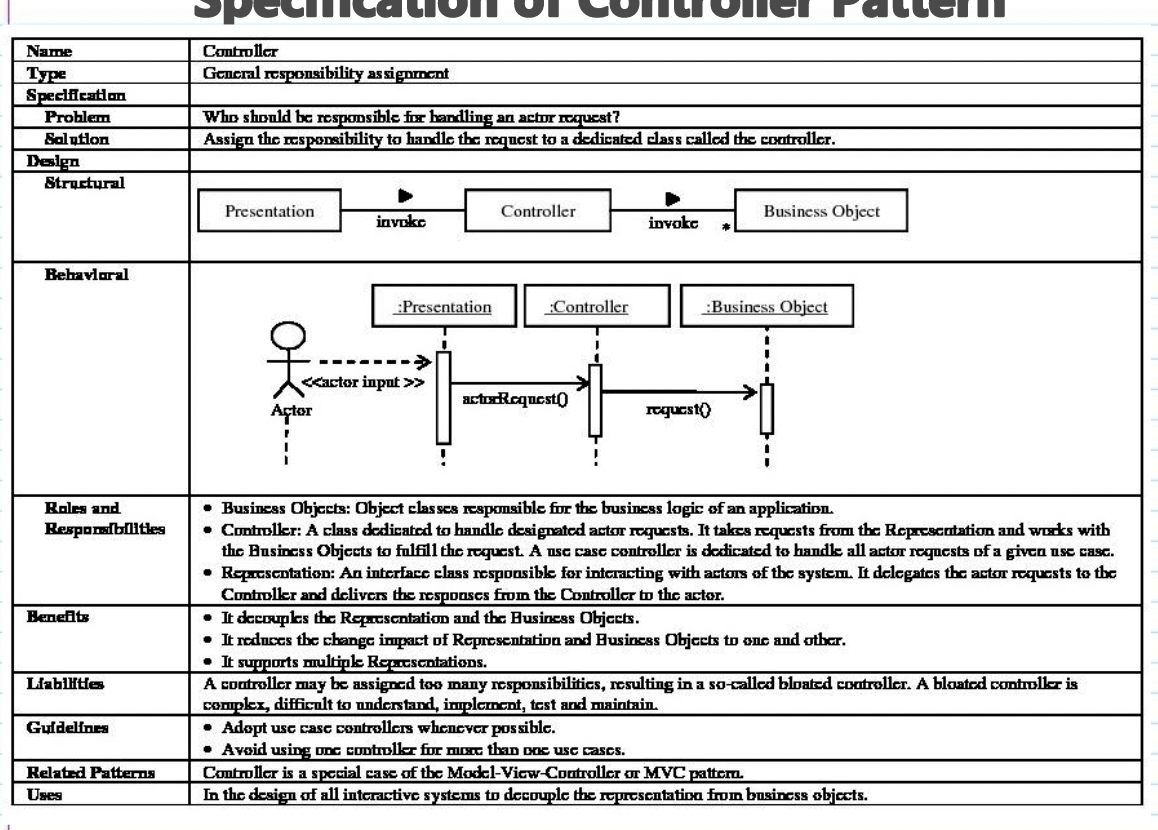 Specification of Controller Pattern
Name Controller
Type General responsibility assignment
Specification
Problem Who should be responsible for handling an actor request?
Solution Assign the responsibility to handle the request to a dedicated class called the controller.
Design
Structural
Presentation invoke Controller invoke * Business Object
Behavioral
:Presentation :Controller :Business Object
<<actor input >>
actorRequest() request()
Actor
Roles and Responsibilities
• Business Objects: Object classes responsible for the business logic of an application.
• Controller: A class dedicated to handle designated actor requests. It takes requests from the Representation and works with
the Business Objects to fulfill the request. A use case controller is dedicated to handle all actor requests of a given use case.
• Representation: An interface class responsible for interacting with actors of the system. It delegates the actor requests to the
Controller and delivers the responses from the Controller to the actor.
Benefits • It decouples the Representation and the Business Objects.
• It reduces the change impact of Representation and Business Objects to one and other.
• It supports multiple Representations.
Liabilities A controller may be assigned too many responsibilities, resulting in a so-called bloated controller. A bloated controller is
complex, difficult to understand, implement, test and maintain.
Guidelines • Adopt use case controllers whenever possible.
• Avoid using one controller for more than one use cases.
Related Patterns Controller is a special case of the Model-View-Controller or MVC pattern.
Uses In the design of all interactive systems to decouple the representation from business objects.